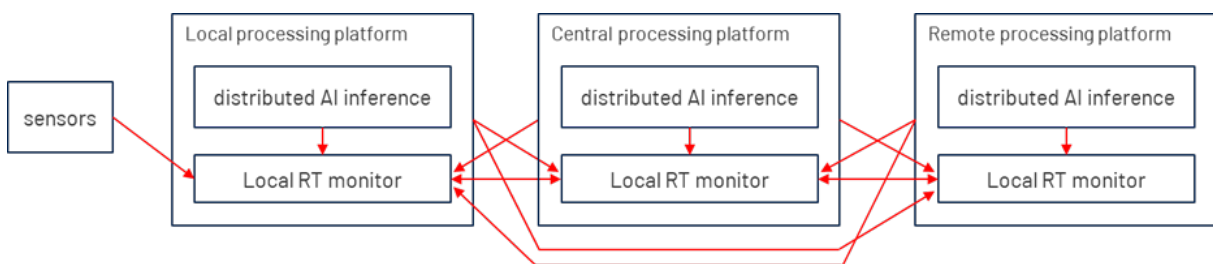 Local processing platform
Central processing platform
Remote processing platform
distributed AI inference
distributed AI inference
distributed AI inference
sensors
Local RT monitor
Local RT monitor
Local RT monitor